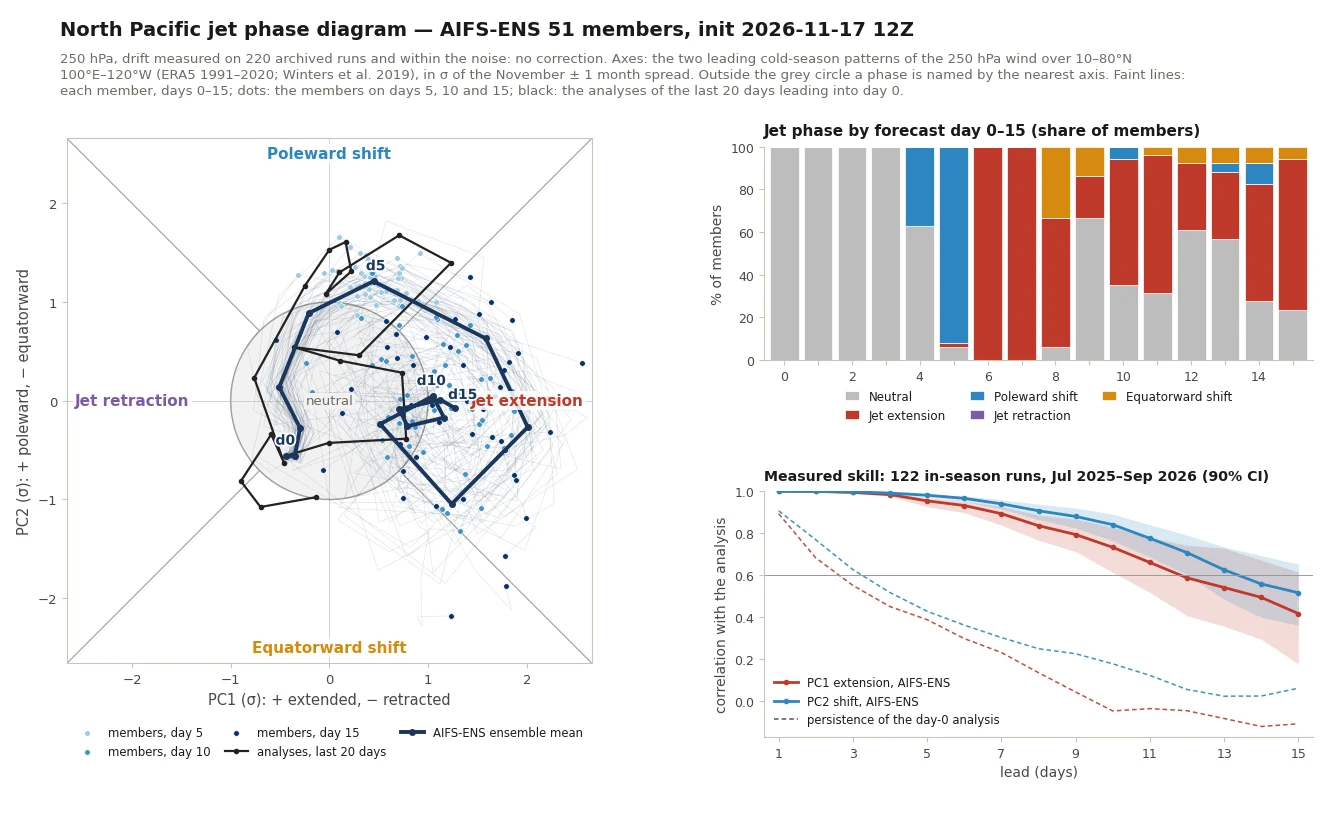 North Pacific jet phase diagram — AIFS-ENS 51 members, init 2026-11-17 12Z
250 hPa, drift measured on 220 archived runs and within the noise: no correction. Axes: the two leading cold-season patterns of the 250 hPa wind over 10–80°N
100°E–120°W (ERA5 1991–2020; Winters et al. 2019), in σ of the November ± 1 month spread. Outside the grey circle a phase is named by the nearest axis. Faint lines:
each member, days 0–15; dots: the members on days 5, 10 and 15; black: the analyses of the last 20 days leading into day 0.
Poleward shift
2
1
0
−1
−2
PC2 (σ): + poleward, − equatorward
d5
d10
d15
d0
Jet retraction
neutral
Jet extension
Equatorward shift
−2
−1
0
1
2
PC1 (σ): + extended, − retracted
members, day 5
members, day 10
members, day 15
analyses, last 20 days
AIFS-ENS ensemble mean
Jet phase by forecast day 0–15 (share of members)
100
80
60
40
20
0
% of members
0
2
4
6
8
10
12
14
Neutral
Jet extension
Poleward shift
Jet retraction
Equatorward shift
Measured skill: 122 in-season runs, Jul 2025–Sep 2026 (90% CI)
1.0
0.8
0.6
0.4
0.2
0.0
correlation with the analysis
PC1 extension, AIFS-ENS
PC2 shift, AIFS-ENS
persistence of the day-0 analysis
1
3
5
7
9
11
13
15
lead (days)